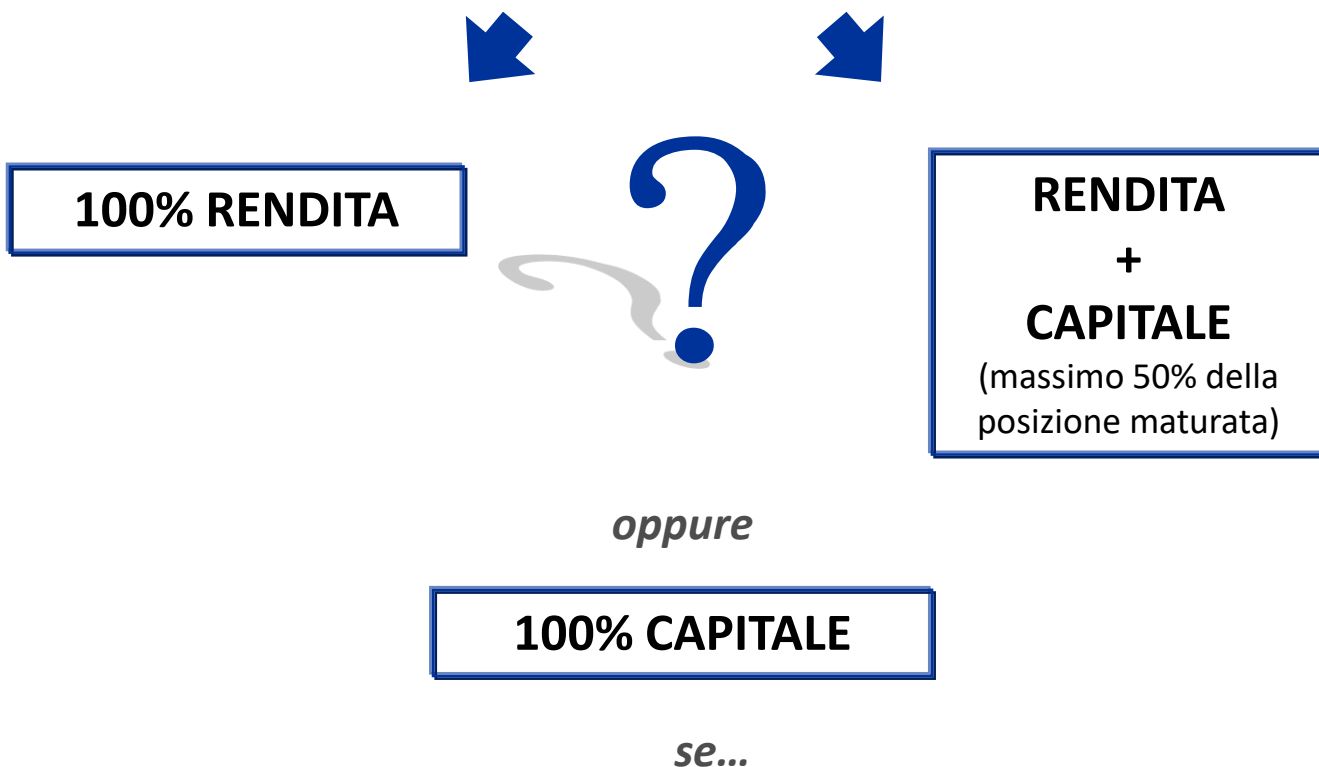 100% RENDITA
?
RENDITA
+
CAPITALE
(massimo 50% della
posizione maturata)
oppure
100% CAPITALE
se...